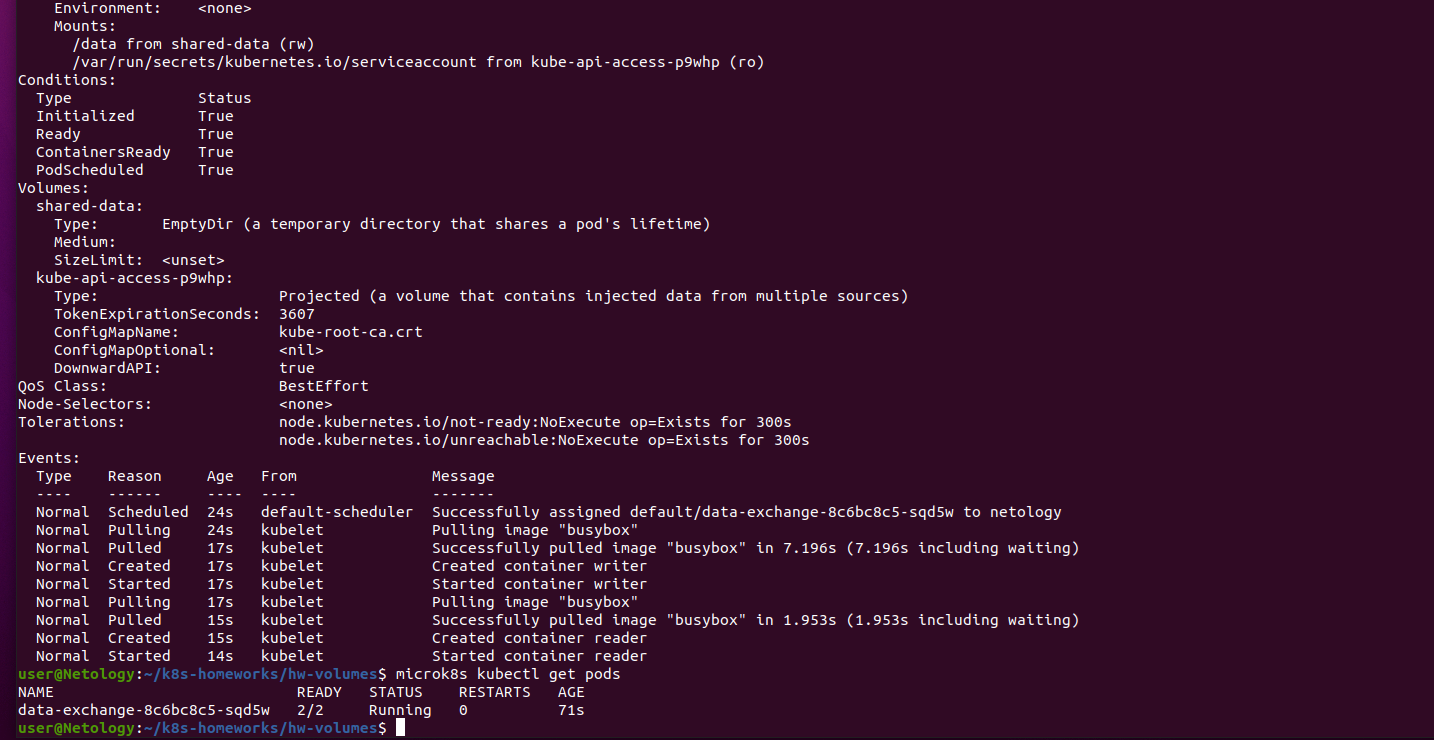 Environment:    <none>
    Mounts:
      /data from shared-data (rw)
      /var/run/secrets/kubernetes.io/serviceaccount from kube-api-access-p9whp (ro)
Conditions:
  Type              Status
  Initialized       True
  Ready             True
  ContainersReady   True
  PodScheduled      True
Volumes:
  shared-data:
    Type:       EmptyDir (a temporary directory that shares a pod's lifetime)
    Medium:
    SizeLimit:  <unset>
  kube-api-access-p9whp:
    Type:                    Projected (a volume that contains injected data from multiple sources)
    TokenExpirationSeconds:  3607
    ConfigMapName:           kube-root-ca.crt
    ConfigMapOptional:       <nil>
    DownwardAPI:             true
QoS Class:                   BestEffort
Node-Selectors:              <none>
Tolerations:                 node.kubernetes.io/not-ready:NoExecute op=Exists for 300s
                             node.kubernetes.io/unreachable:NoExecute op=Exists for 300s
Events:
  Type    Reason     Age   From               Message
  ----    ------     ----  ----               -------
  Normal  Scheduled  24s   default-scheduler  Successfully assigned default/data-exchange-8c6bc8c5-sqd5w to netology
  Normal  Pulling    24s   kubelet            Pulling image "busybox"
  Normal  Pulled     17s   kubelet            Successfully pulled image "busybox" in 7.196s (7.196s including waiting)
  Normal  Created    17s   kubelet            Created container writer
  Normal  Started    17s   kubelet            Started container writer
  Normal  Pulling    17s   kubelet            Pulling image "busybox"
  Normal  Pulled     15s   kubelet            Successfully pulled image "busybox" in 1.953s (1.953s including waiting)
  Normal  Created    15s   kubelet            Created container reader
  Normal  Started    14s   kubelet            Started container reader
user@Netology:~/k8s-homeworks/hw-volumes$ microk8s kubectl get pods
NAME                           READY   STATUS    RESTARTS   AGE
data-exchange-8c6bc8c5-sqd5w   2/2     Running   0          71s
user@Netology:~/k8s-homeworks/hw-volumes$